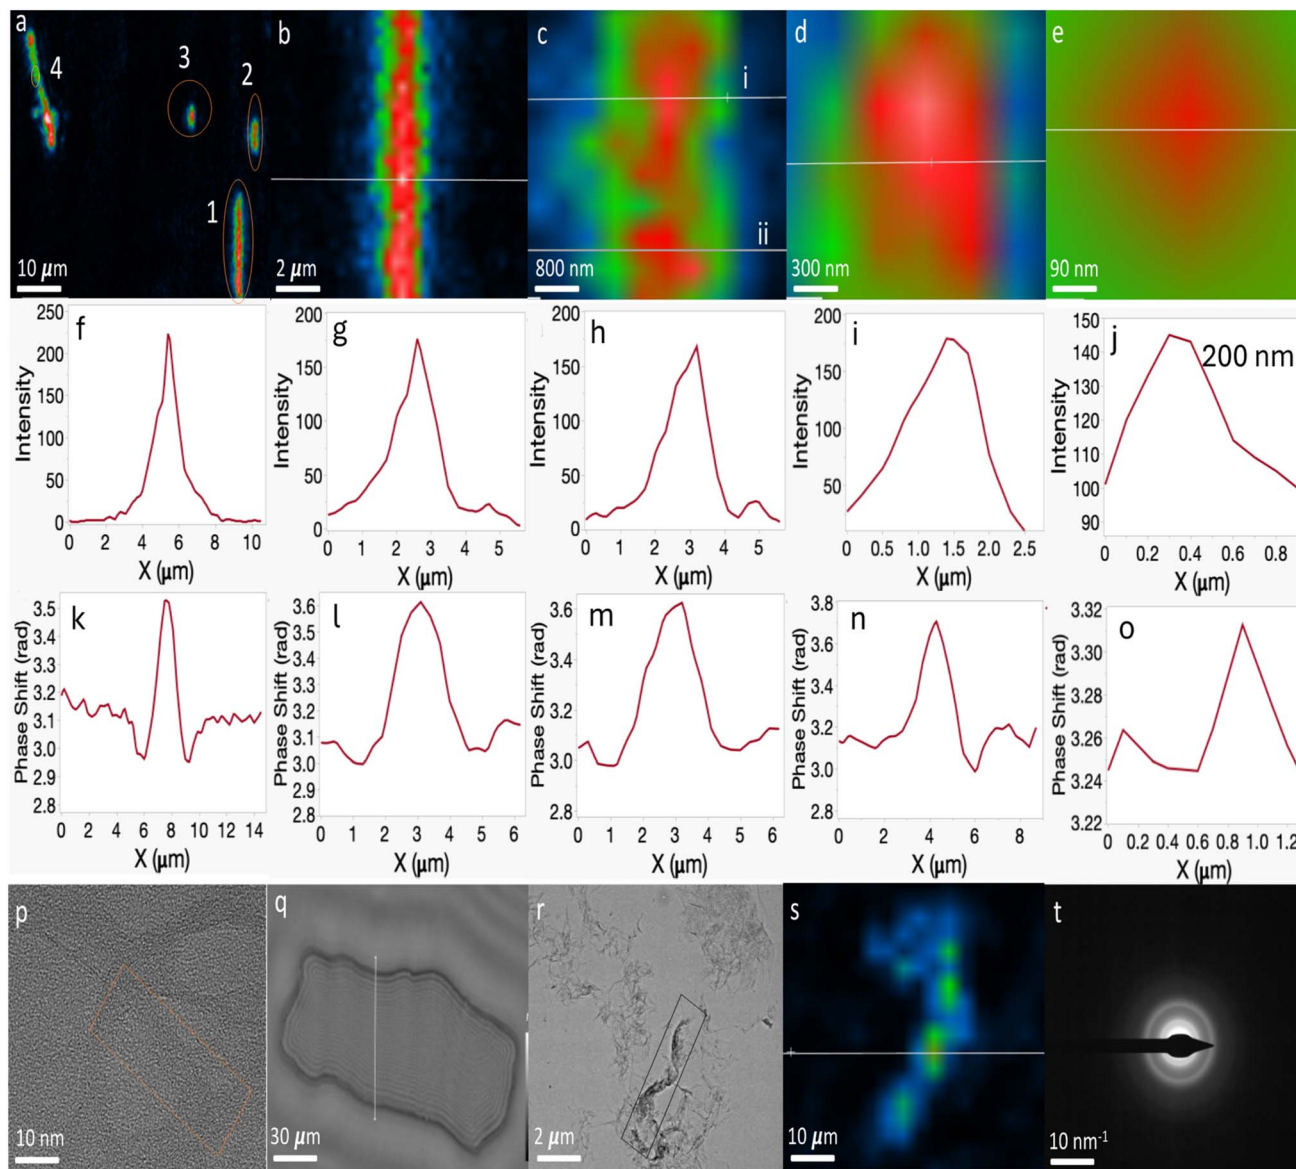 a
4
3
2
1
10 μm
b
2 μm
c
i
ii
800 nm
d
300 nm
e
90 nm
f
Intensity
250
200
150
100
50
0
0 2 4 6 8 10
X (μm)
g
Intensity
200
150
100
50
0
0 1 2 3 4 5
X (μm)
h
Intensity
200
150
100
50
0
0 1 2 3 4 5
X (μm)
i
Intensity
200
150
100
50
0 0.5 1.0 1.5 2.0 2.5
X (μm)
j
200 nm
Intensity
150
140
130
120
110
100
90
0 0.2 0.4 0.6 0.8
X (μm)
k
Phase Shift (rad)
3.5
3.4
3.3
3.2
3.1
3.0
2.9
2.8
0 2 4 6 8 10 12 14
X (μm)
l
Phase Shift (rad)
3.6
3.5
3.4
3.3
3.2
3.1
3.0
2.9
2.8
0 1 2 3 4 5 6
X (μm)
m
Phase Shift (rad)
3.6
3.4
3.2
3.0
2.8
0 1 2 3 4 5 6
X (μm)
n
Phase Shift (rad)
3.8
3.6
3.4
3.2
3.0
2.8
0 2 4 6 8
X (μm)
o
Phase Shift (rad)
3.32
3.30
3.28
3.26
3.24
3.22
0 0.2 0.4 0.6 0.8 1.0 1.2
X (μm)
p
10 nm
q
30 μm
r
2 μm
s
10 μm
t
10 nm⁻¹